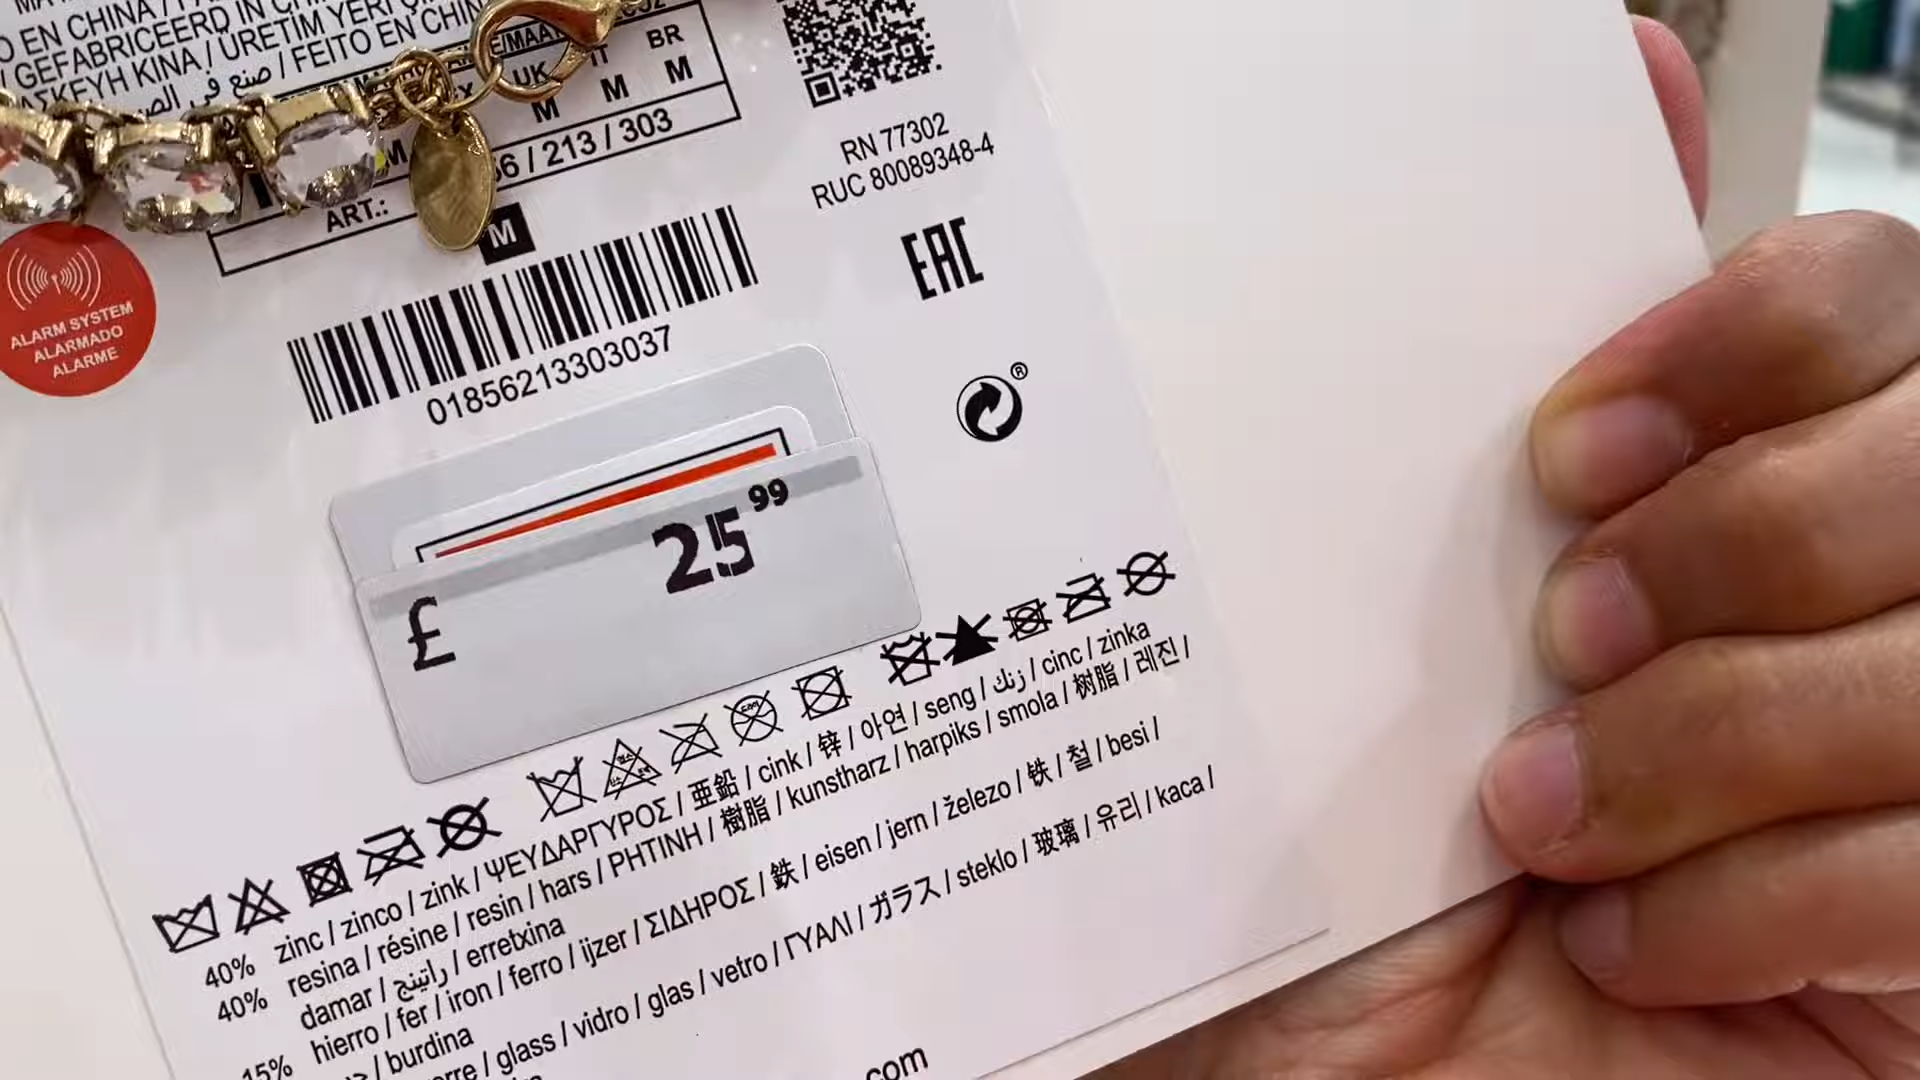 O EN CHINA /
/ GEFABRICEERD IN
ΑΣΚΕΥΗ KINA / ÜRETİM YERİ
صنع في / FEITO EN CHIN
UK IT BR
M M M
ART.: 56 / 213 / 303
M
01856213303037
RN 77302
RUC 80089348-4
EAC
®
ALARM SYSTEM
ALARMADO
ALARME
£ 25 99
40% zinc / zinco / zink / ΨΕΥΔΑΡΓΥΡΟΣ / 亜鉛 / cink / 锌 / 아연 / seng / زنك / cinc / zinka
40% resina / résine / resin / hars / ΡΗΤΙΝΗ / 樹脂 / kunstharz / harpiks / smola / 树脂 / 레진 /
damar / راتينج / erretxina
15% hierro / fer / iron / ferro / ijzer / ΣΙΔΗΡΟΣ / 鉄 / eisen / jern / železo / 铁 / 철 / besi /
/ burdina
/ glass / vidro / glas / vetro / ΓΥΑΛΙ / ガラス / steklo / 玻璃 / 유리 / kaca /
.com